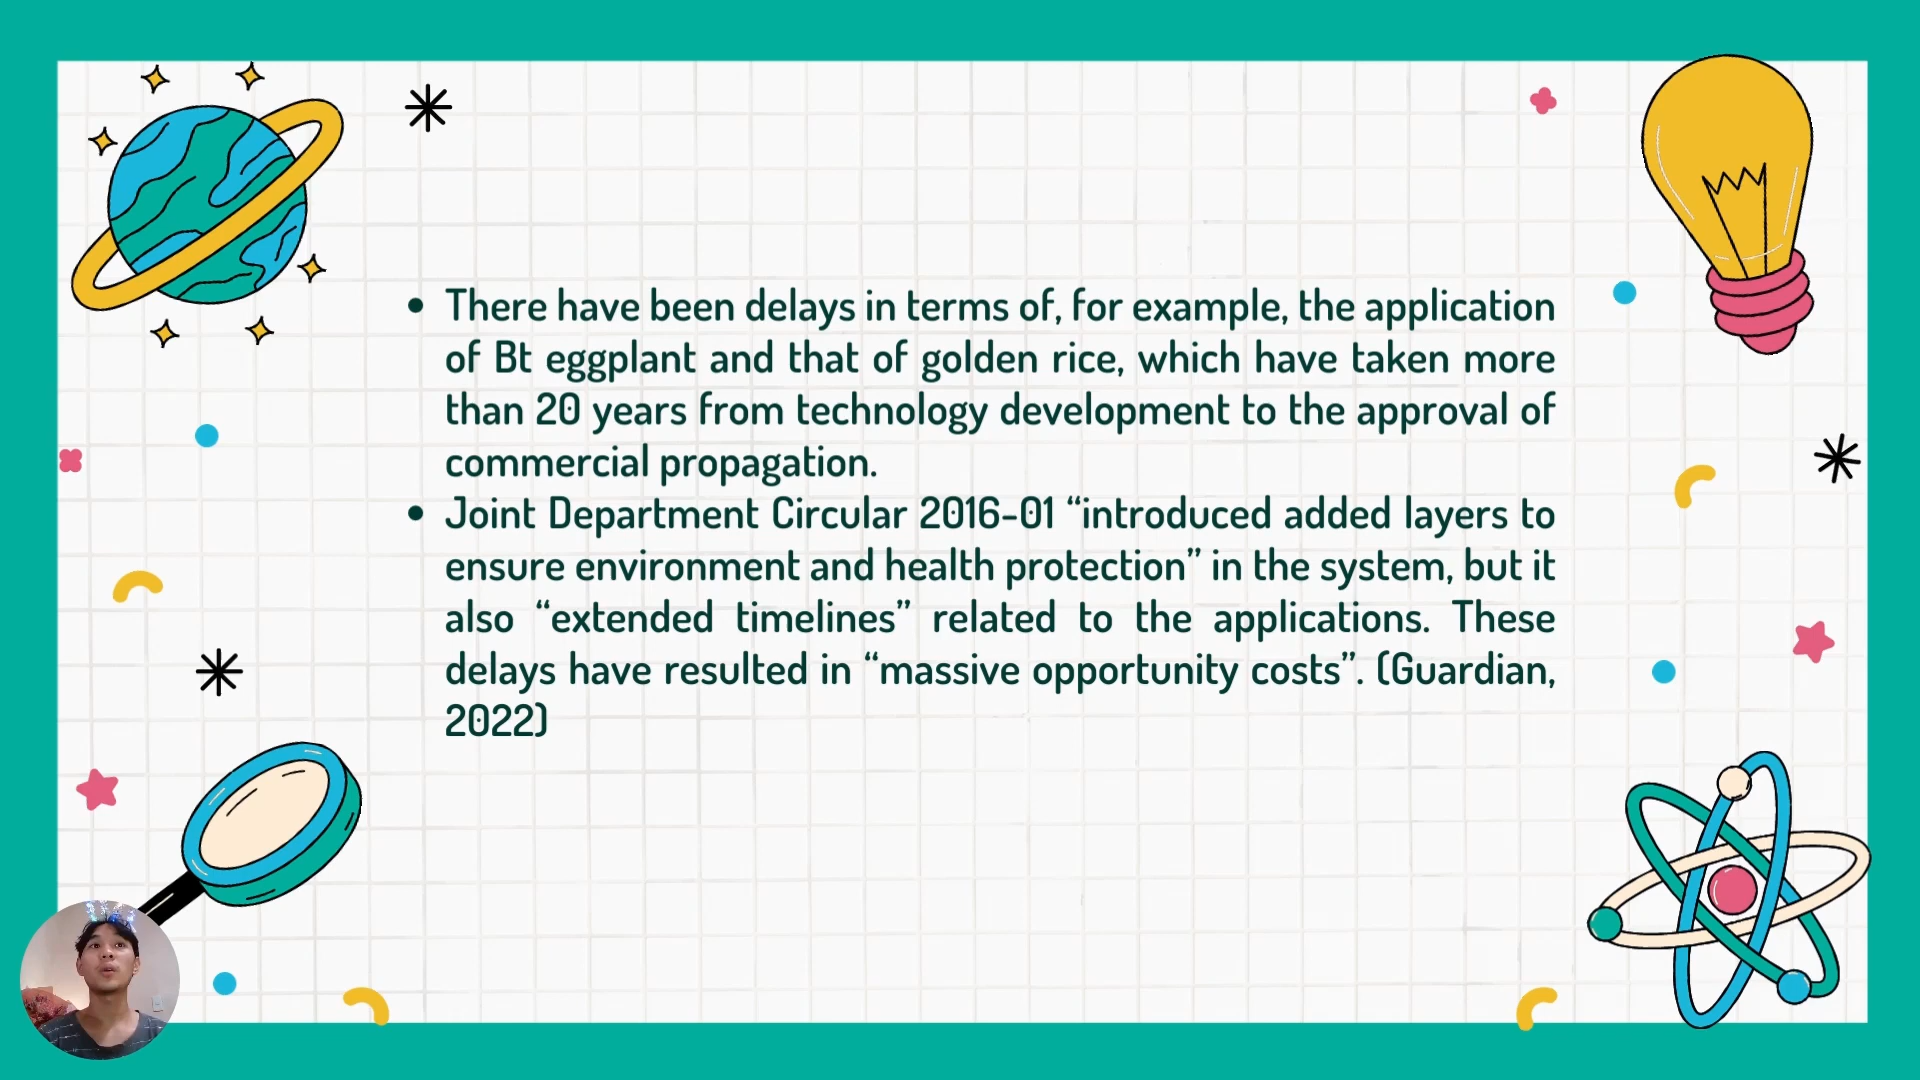 • There have been delays in terms of, for example, the application
of Bt eggplant and that of golden rice, which have taken more
than 20 years from technology development to the approval of
commercial propagation.
• Joint Department Circular 2016-01 “introduced added layers to
ensure environment and health protection” in the system, but it
also “extended timelines” related to the applications. These
delays have resulted in “massive opportunity costs”. (Guardian,
2022)